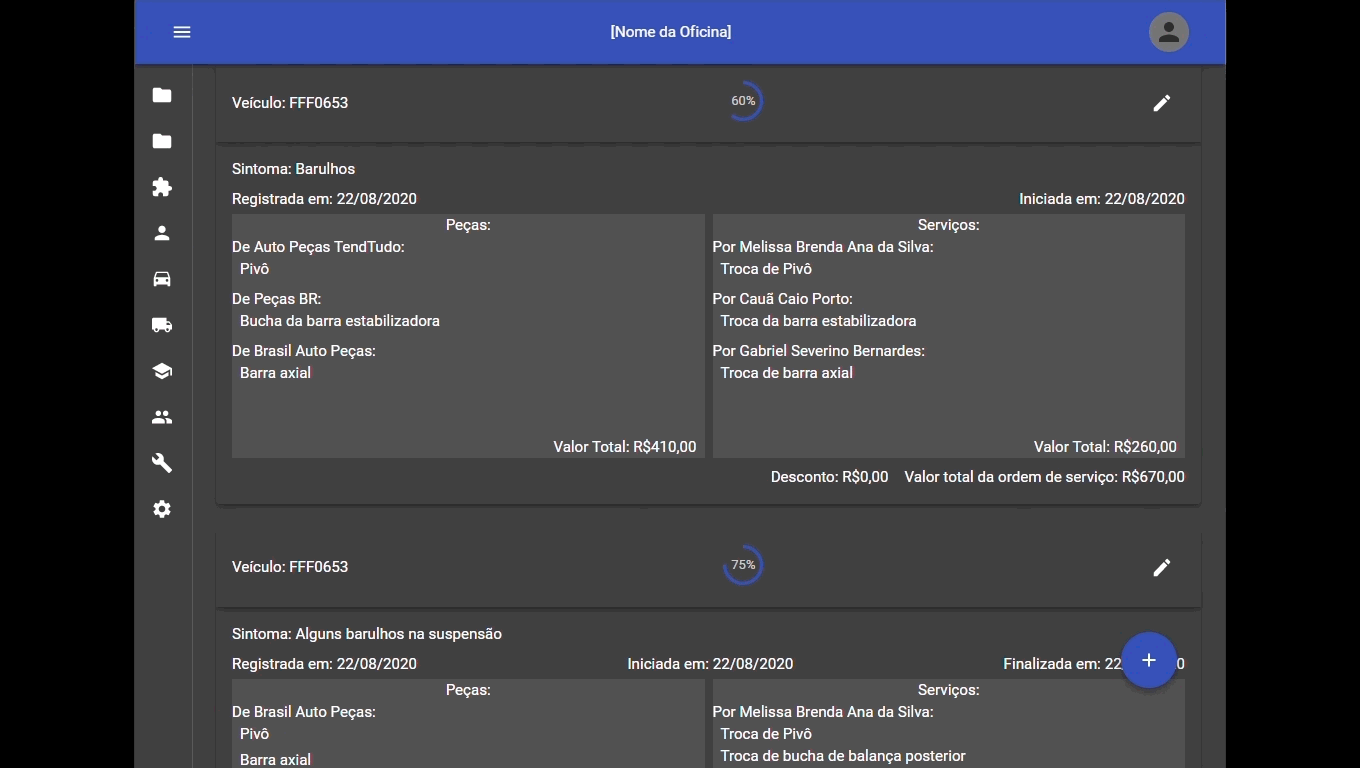 [Nome da Oficina]
Veículo: FFF0653
60%
Sintoma: Barulhos
Registrada em: 22/08/2020
Iniciada em: 22/08/2020
Peças:
De Auto Peças TendTudo:
Pivô
De Peças BR:
Bucha da barra estabilizadora
De Brasil Auto Peças:
Barra axial
Valor Total: R$410,00
Serviços:
Por Melissa Brenda Ana da Silva:
Troca de Pivô
Por Cauã Caio Porto:
Troca da barra estabilizadora
Por Gabriel Severino Bernardes:
Troca de barra axial
Valor Total: R$260,00
Desconto: R$0,00 Valor total da ordem de serviço: R$670,00
Veículo: FFF0653
75%
Sintoma: Alguns barulhos na suspensão
Registrada em: 22/08/2020
Iniciada em: 22/08/2020
Finalizada em: 22 0
Peças:
De Brasil Auto Peças:
Pivô
Barra axial
Serviços:
Por Melissa Brenda Ana da Silva:
Troca de Pivô
Troca de bucha de balança posterior